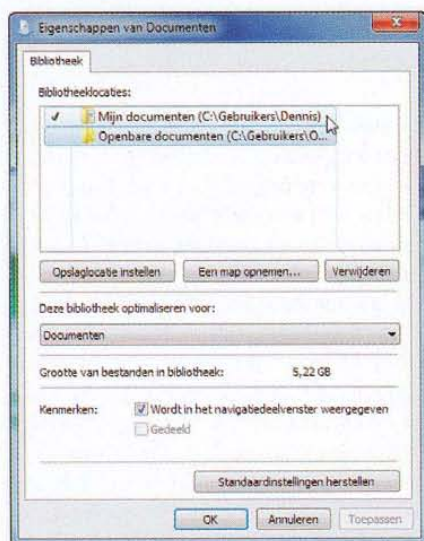 Eigenschappen van Documenten
Bibliotheek
Bibliotheeklocaties:
Mijn documenten (C:\Gebruikers\Dennis)
Openbare documenten (C:\Gebruikers\O...
Opslaglocatie instellen Een map opnemen... Verwijderen
Deze bibliotheek optimaliseren voor:
Documenten
Grootte van bestanden in bibliotheek: 5,22 GB
Kenmerken: Wordt in het navigatiedeelvenster weergegeven
Gedeeld
Standaardinstellingen herstellen
OK Annuleren Toepassen